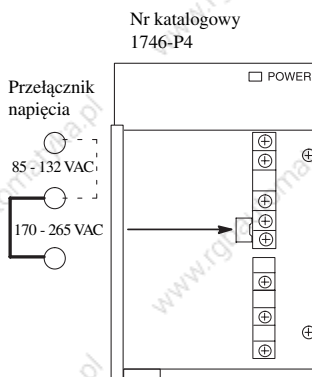 Nr katalogowy
1746-P4
POWER
Przełącznik
napięcia
85 - 132 VAC
170 - 265 VAC